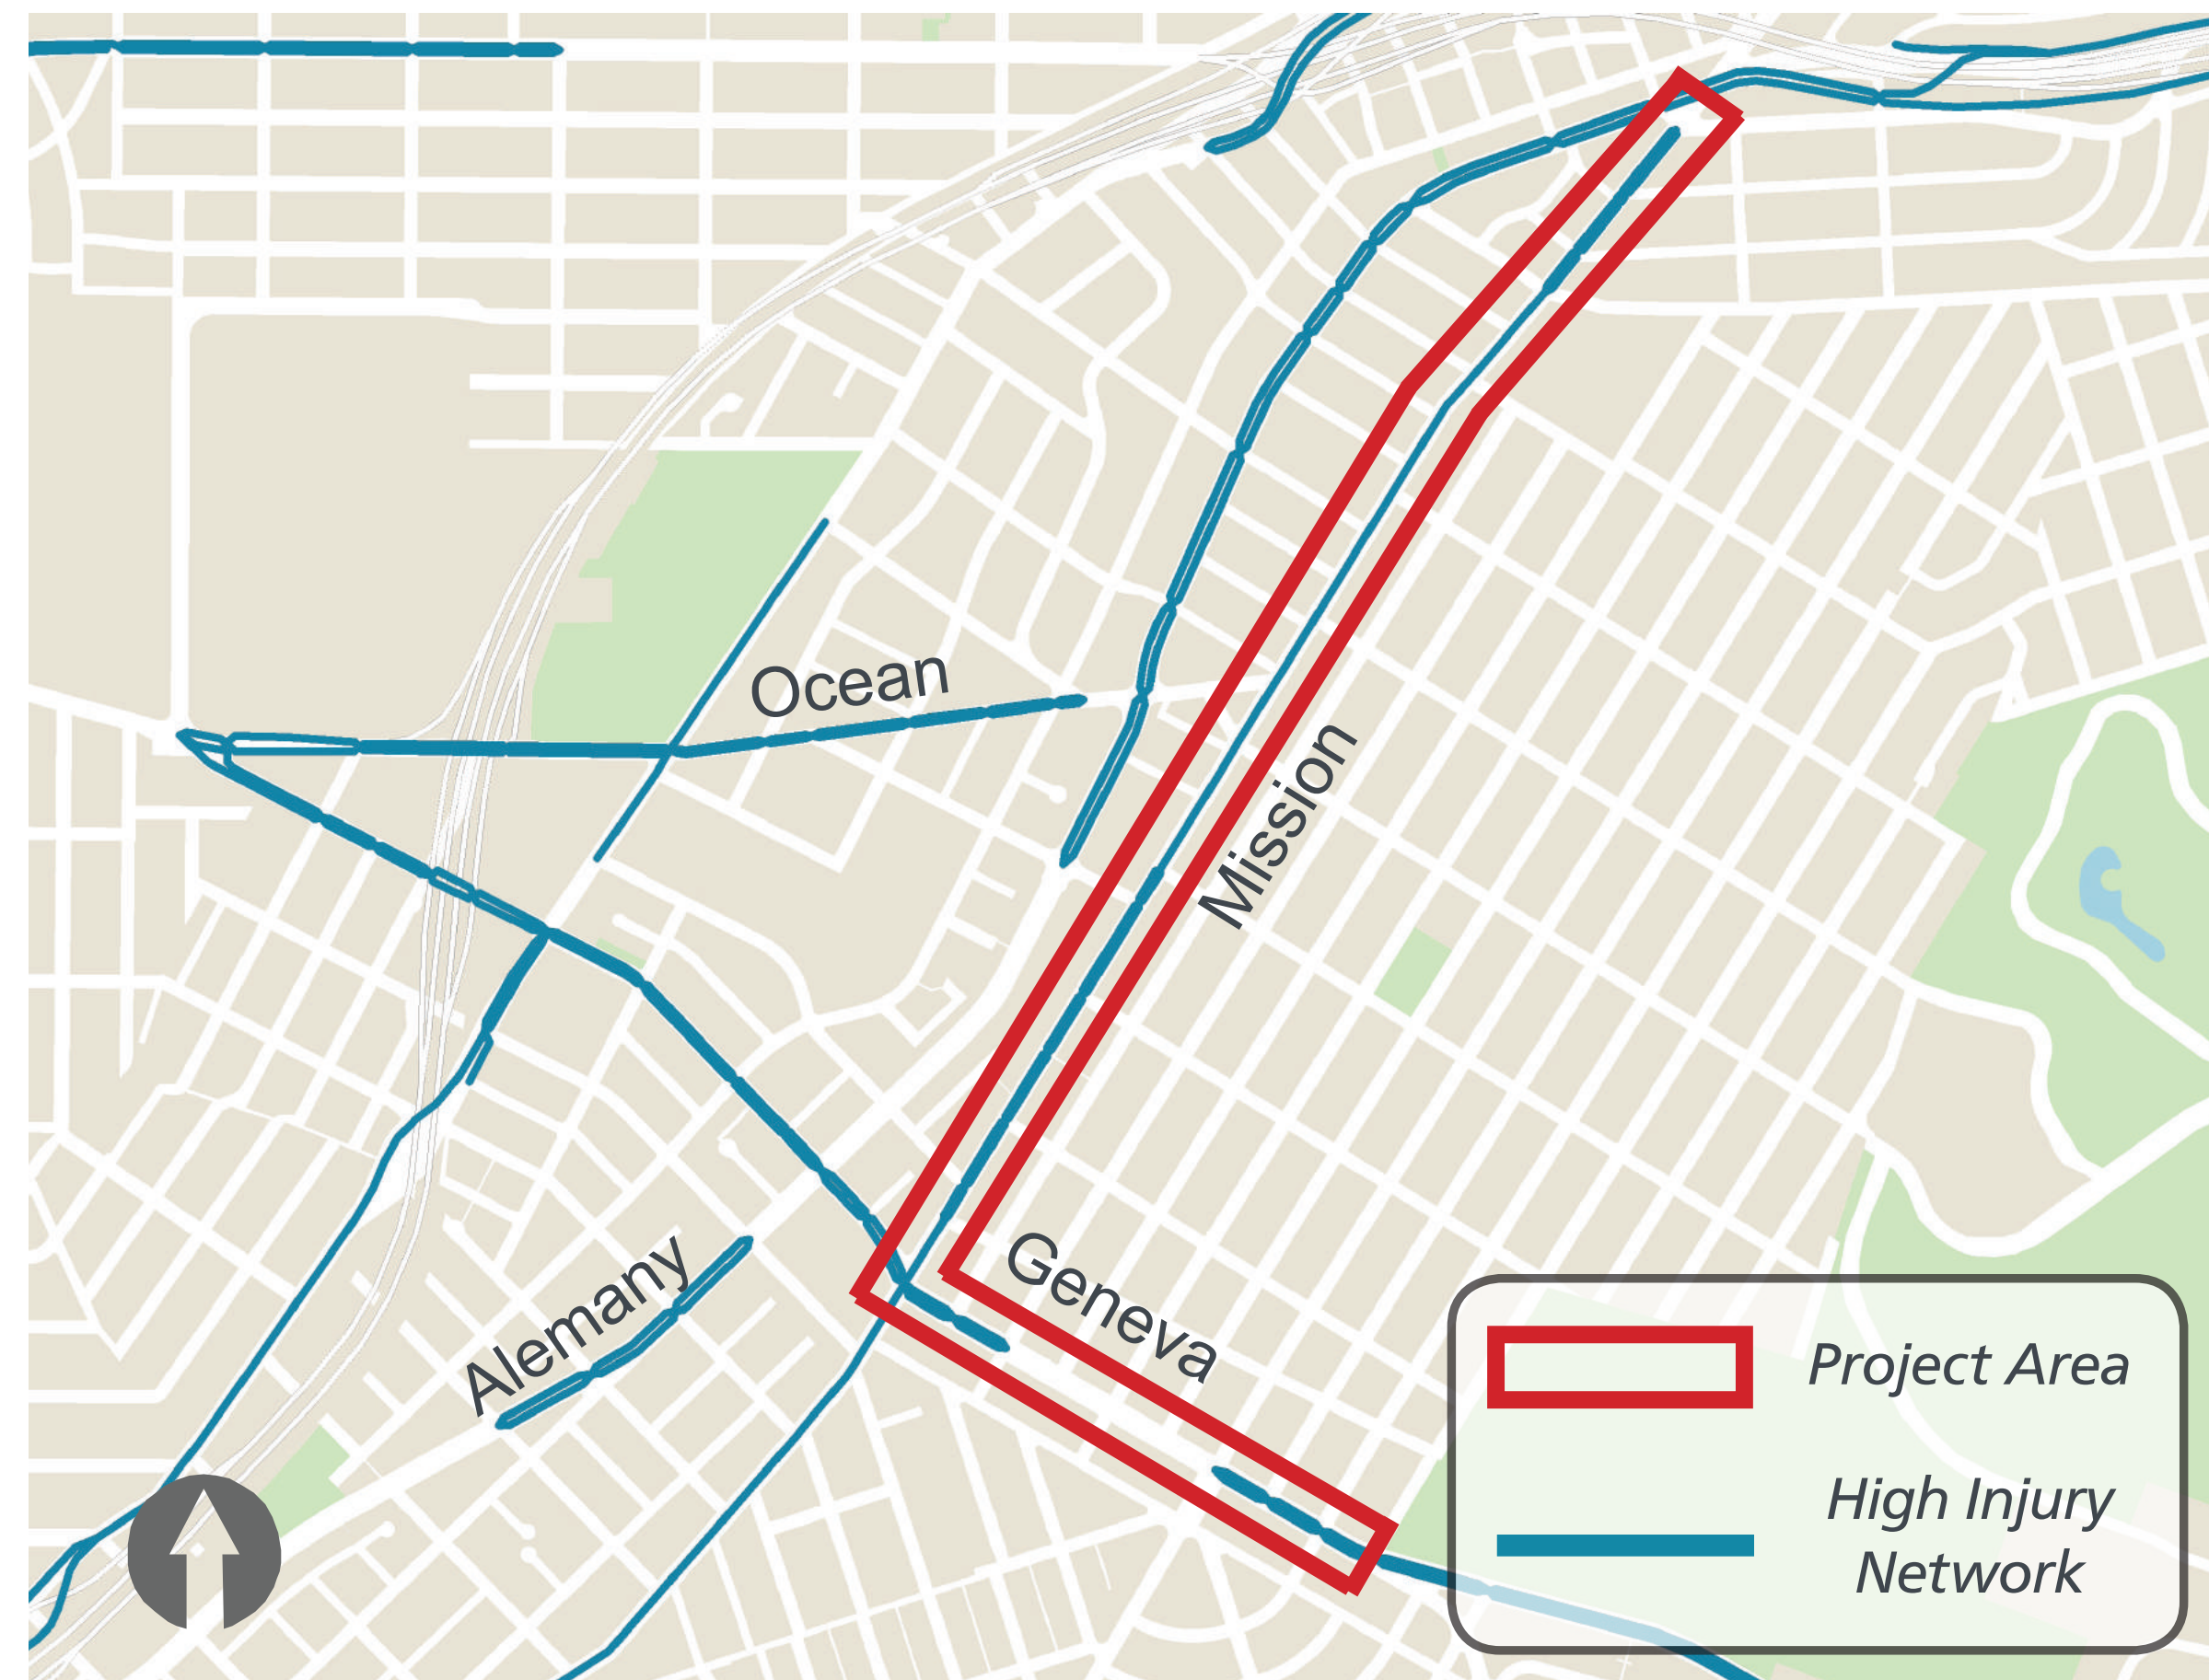 Ocean
Mission
Geneva
Alemany
Project Area
High Injury
Network